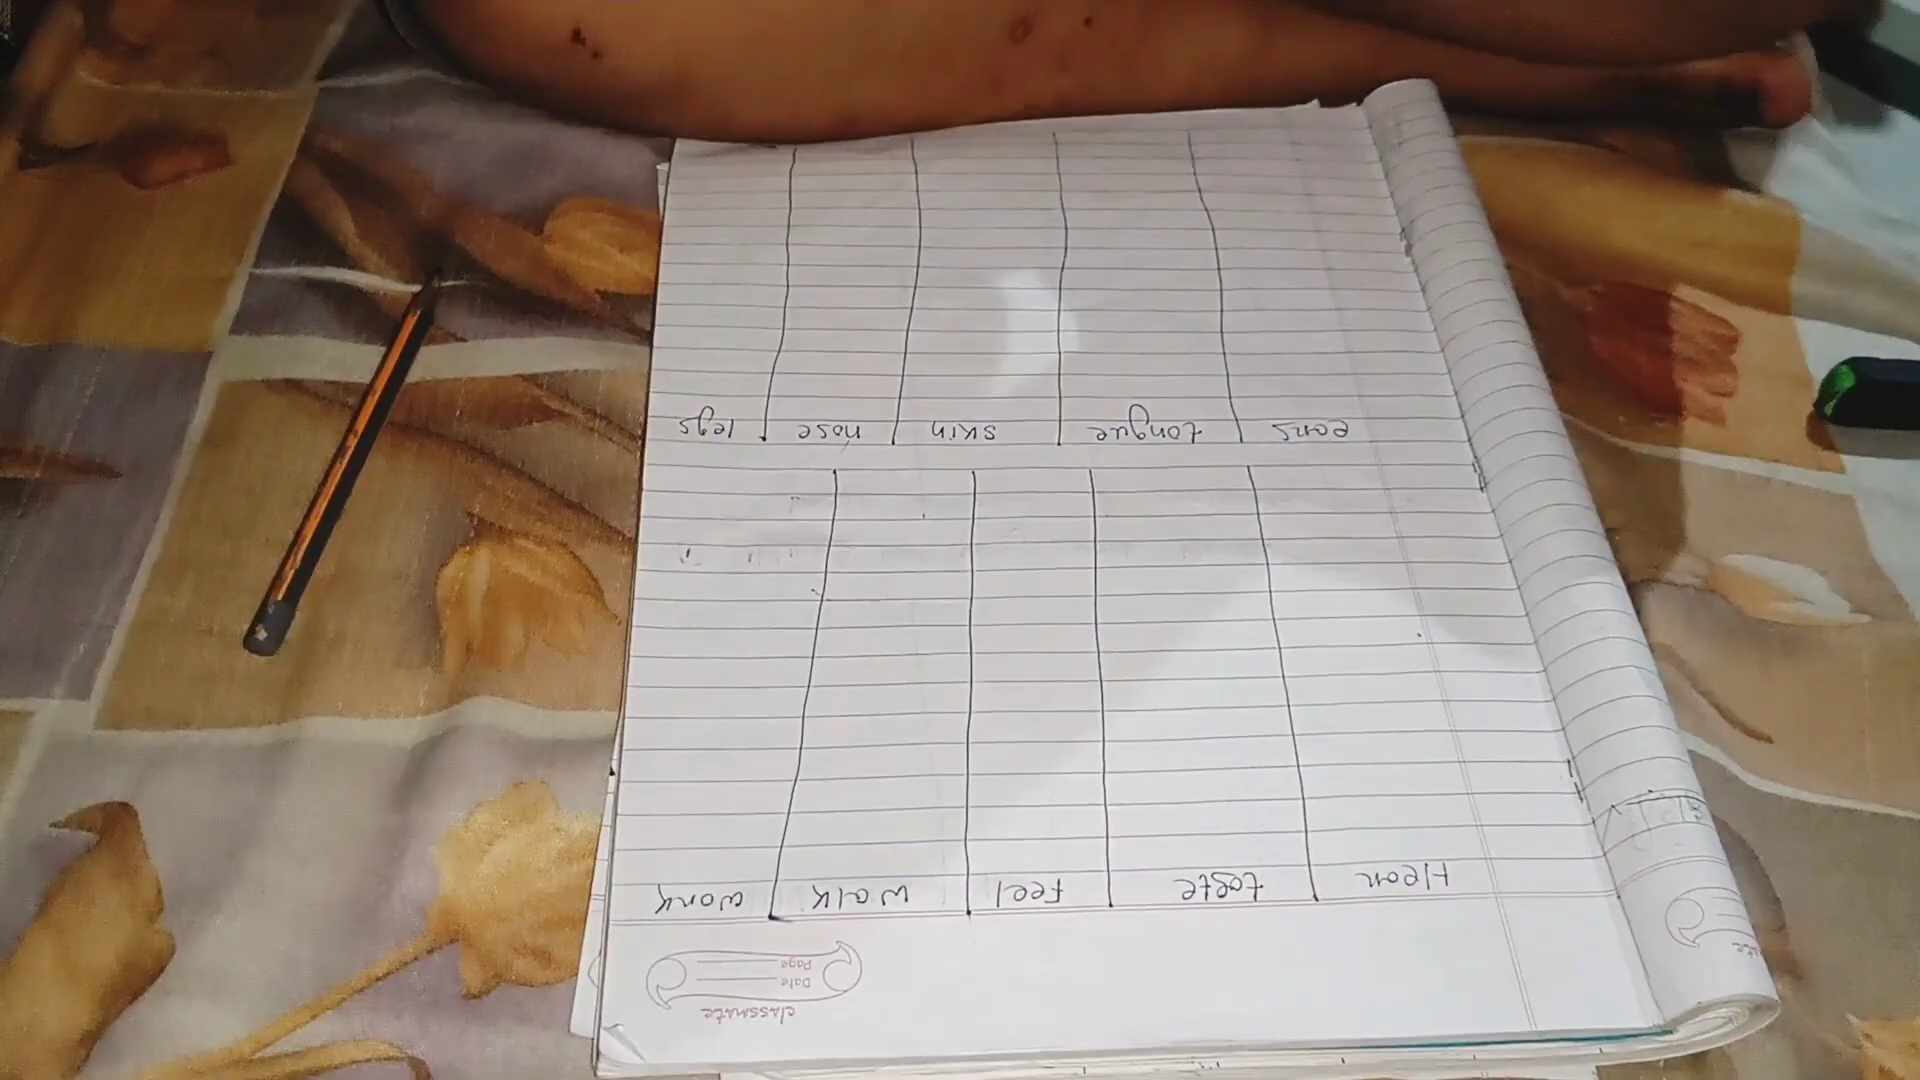 classmate
Date
Page
Hear taste Feel walk work
ears tongue skin nose legs